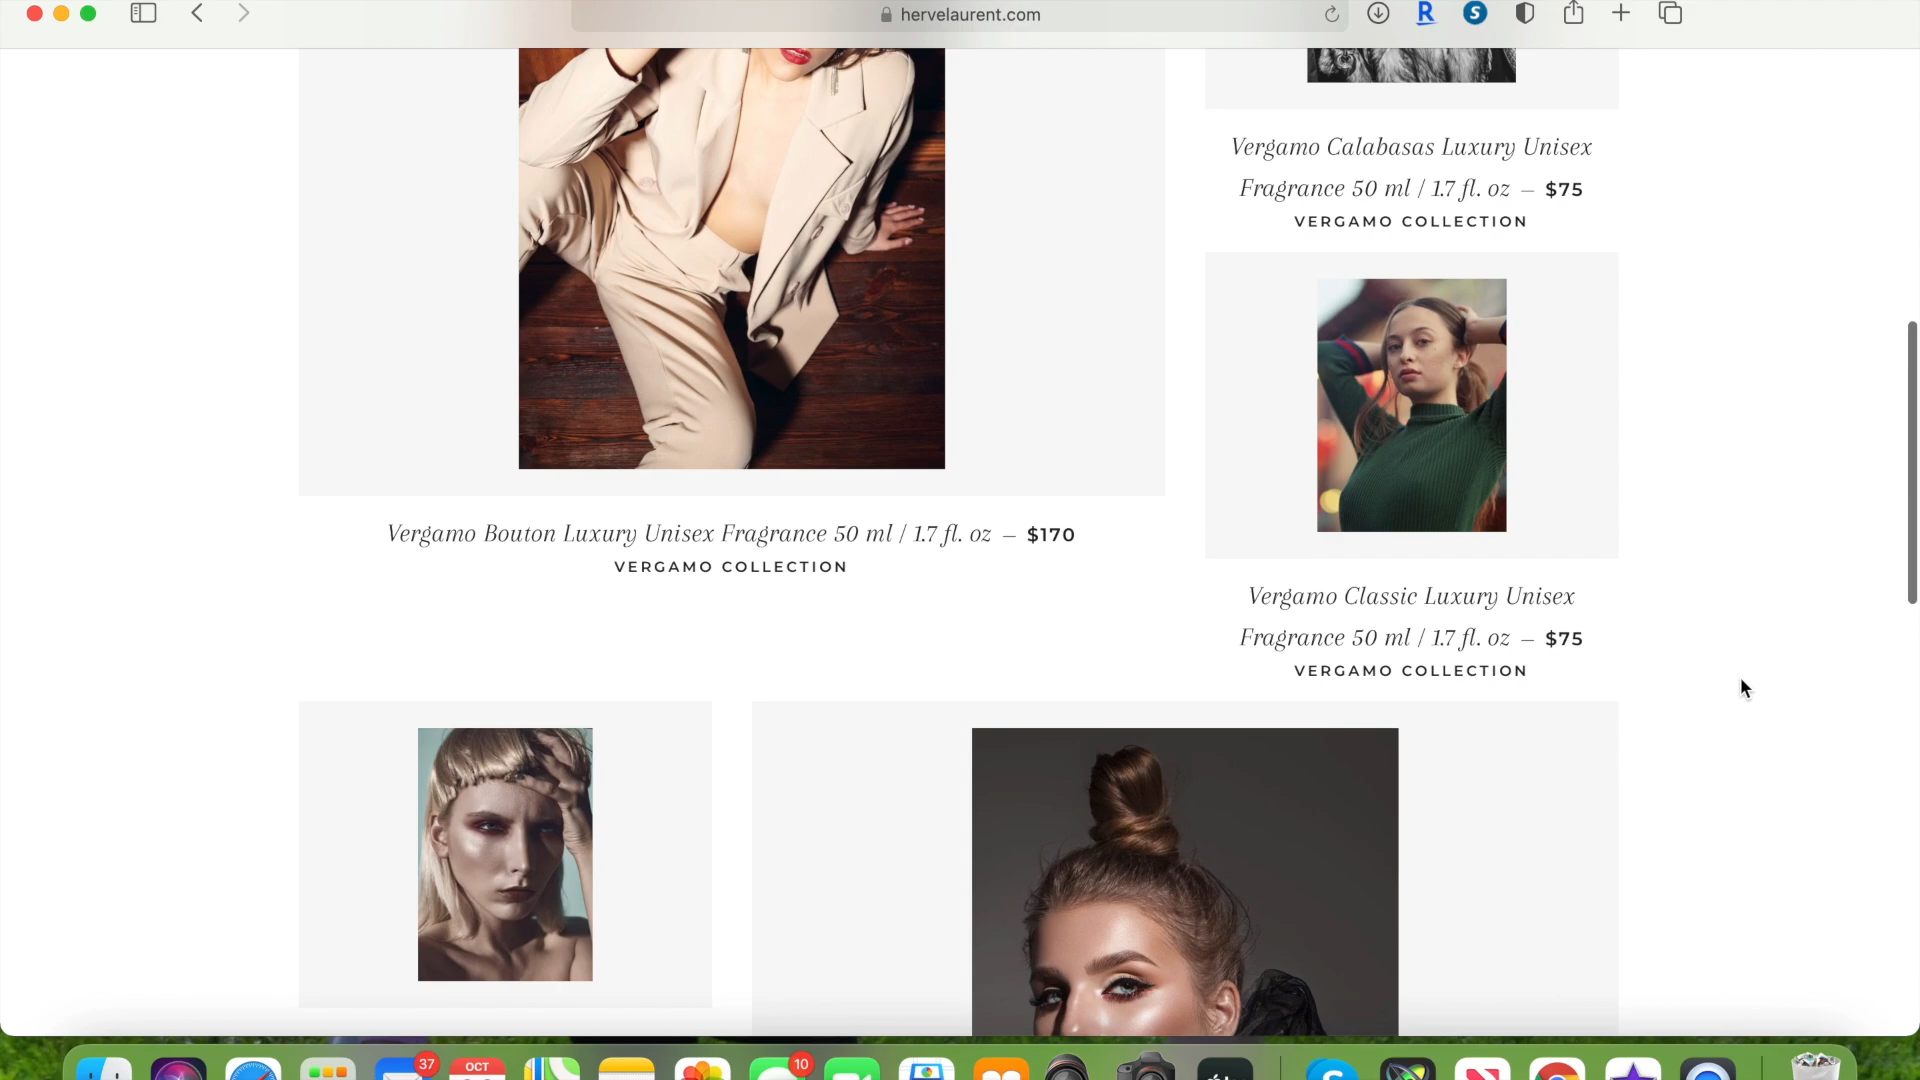 hervelaurent.com
Vergamo Calabasas Luxury Unisex
Fragrance 50 ml / 1.7 fl. oz — $75
VERGAMO COLLECTION
Vergamo Bouton Luxury Unisex Fragrance 50 ml / 1.7 fl. oz — $170
VERGAMO COLLECTION
Vergamo Classic Luxury Unisex
Fragrance 50 ml / 1.7 fl. oz — $75
VERGAMO COLLECTION
37
OCT
10